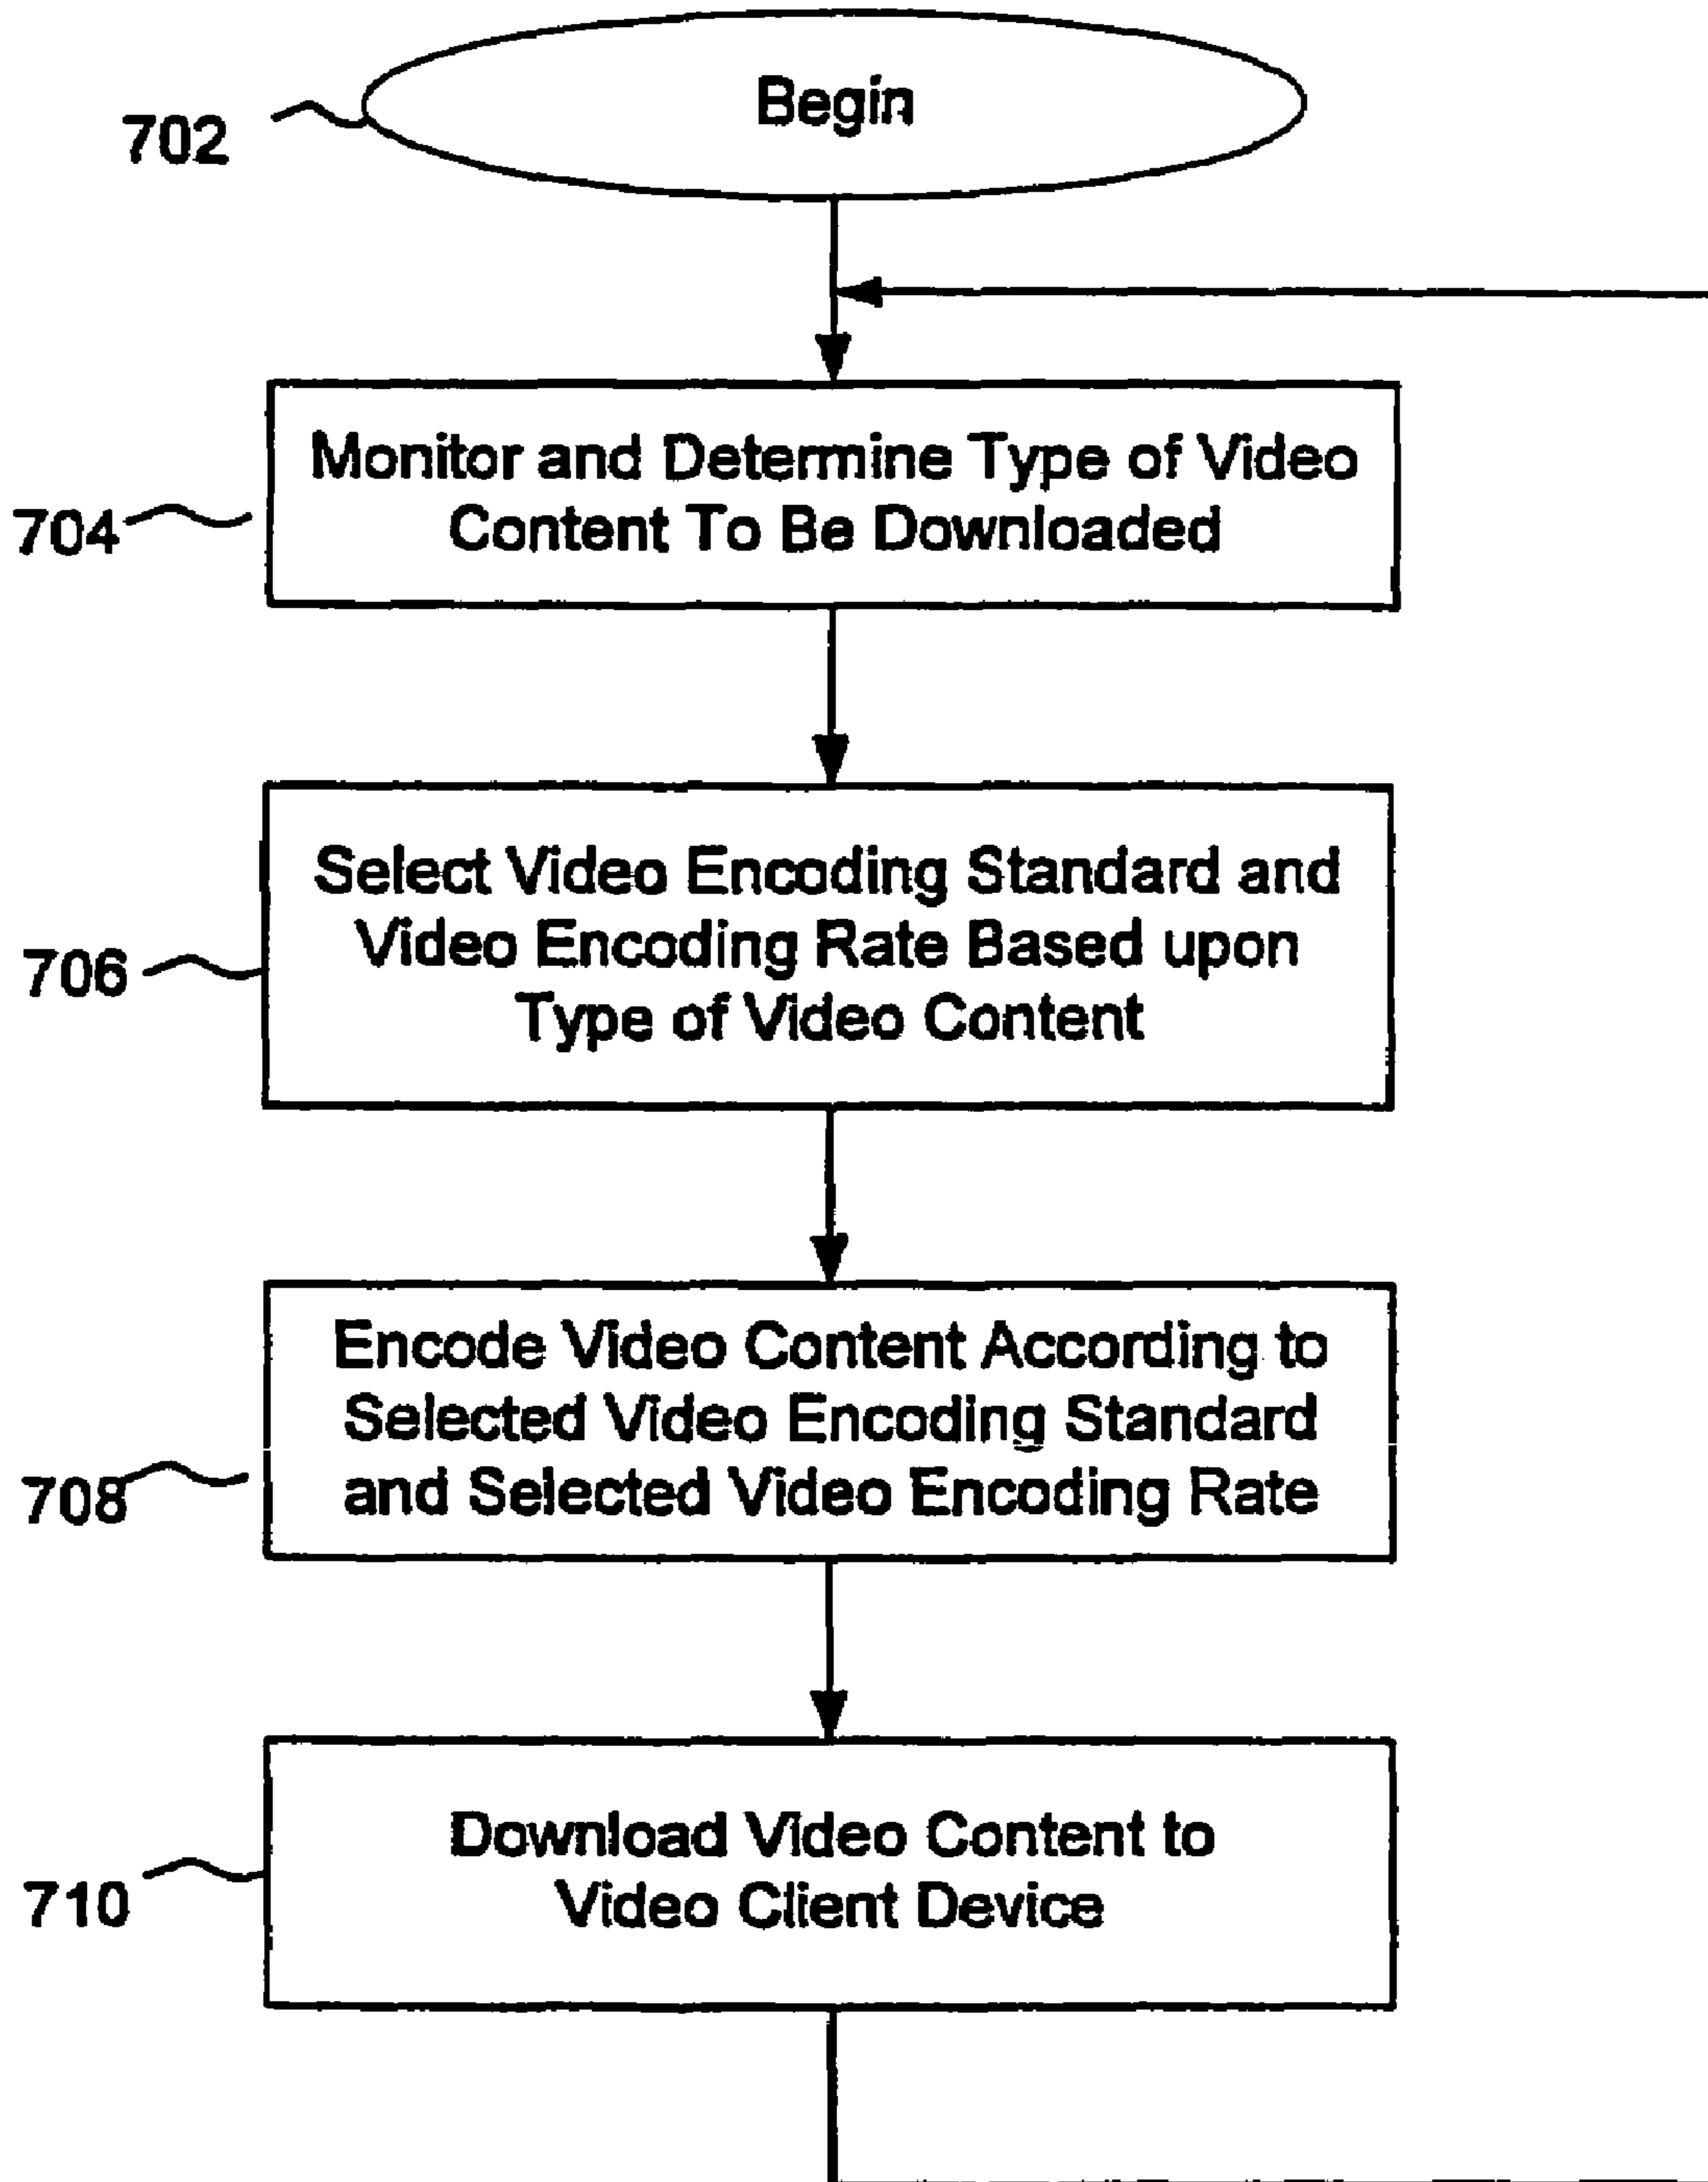 Begin
702
Monitor and Determine Type of Video
Content To Be Downloaded
704
Select Video Encoding Standard and
Video Encoding Rate Based upon
Type of Video Content
706
Encode Video Content According to
Selected Video Encoding Standard
and Selected Video Encoding Rate
708
Download Video Content to
Video Client Device
710